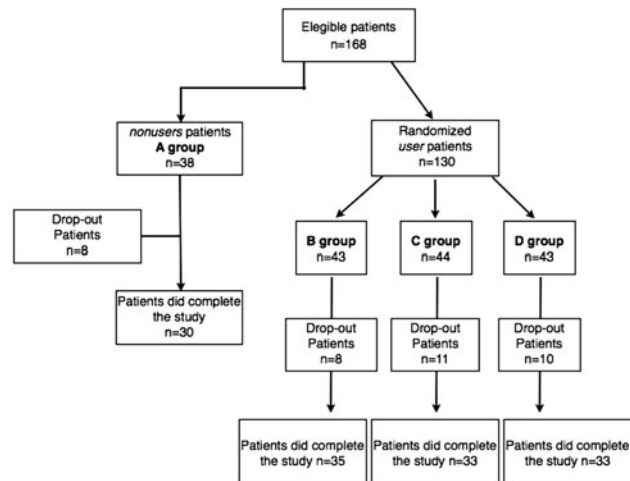 Elegible patients
n=168
nonusers patients
A group
n=38
Randomized
user patients
n=130
Drop-out
Patients
n=8
Patients did complete
the study
n=30
B group
n=43
C group
n=44
D group
n=43
Drop-out
Patients
n=8
Drop-out
Patients
n=11
Drop-out
Patients
n=10
Patients did complete
the study n=35
Patients did complete
the study n=33
Patients did complete
the study n=33